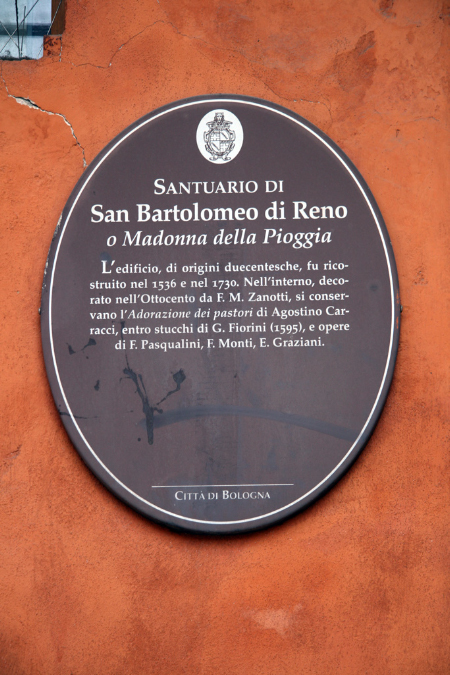 SANTUARIO DI
San Bartolomeo di Reno
o Madonna della Pioggia
L'edificio, di origini duecentesche, fu rico-
struito nel 1536 e nel 1730. Nell'interno, deco-
rato nell'Ottocento da F. M. Zanotti, si conser-
vano l'Adorazione dei pastori di Agostino Car-
racci, entro stucchi di G. Fiorini (1595), e opere
di F. Pasqualini, F. Monti, E. Graziani.
CITTÀ DI BOLOGNA